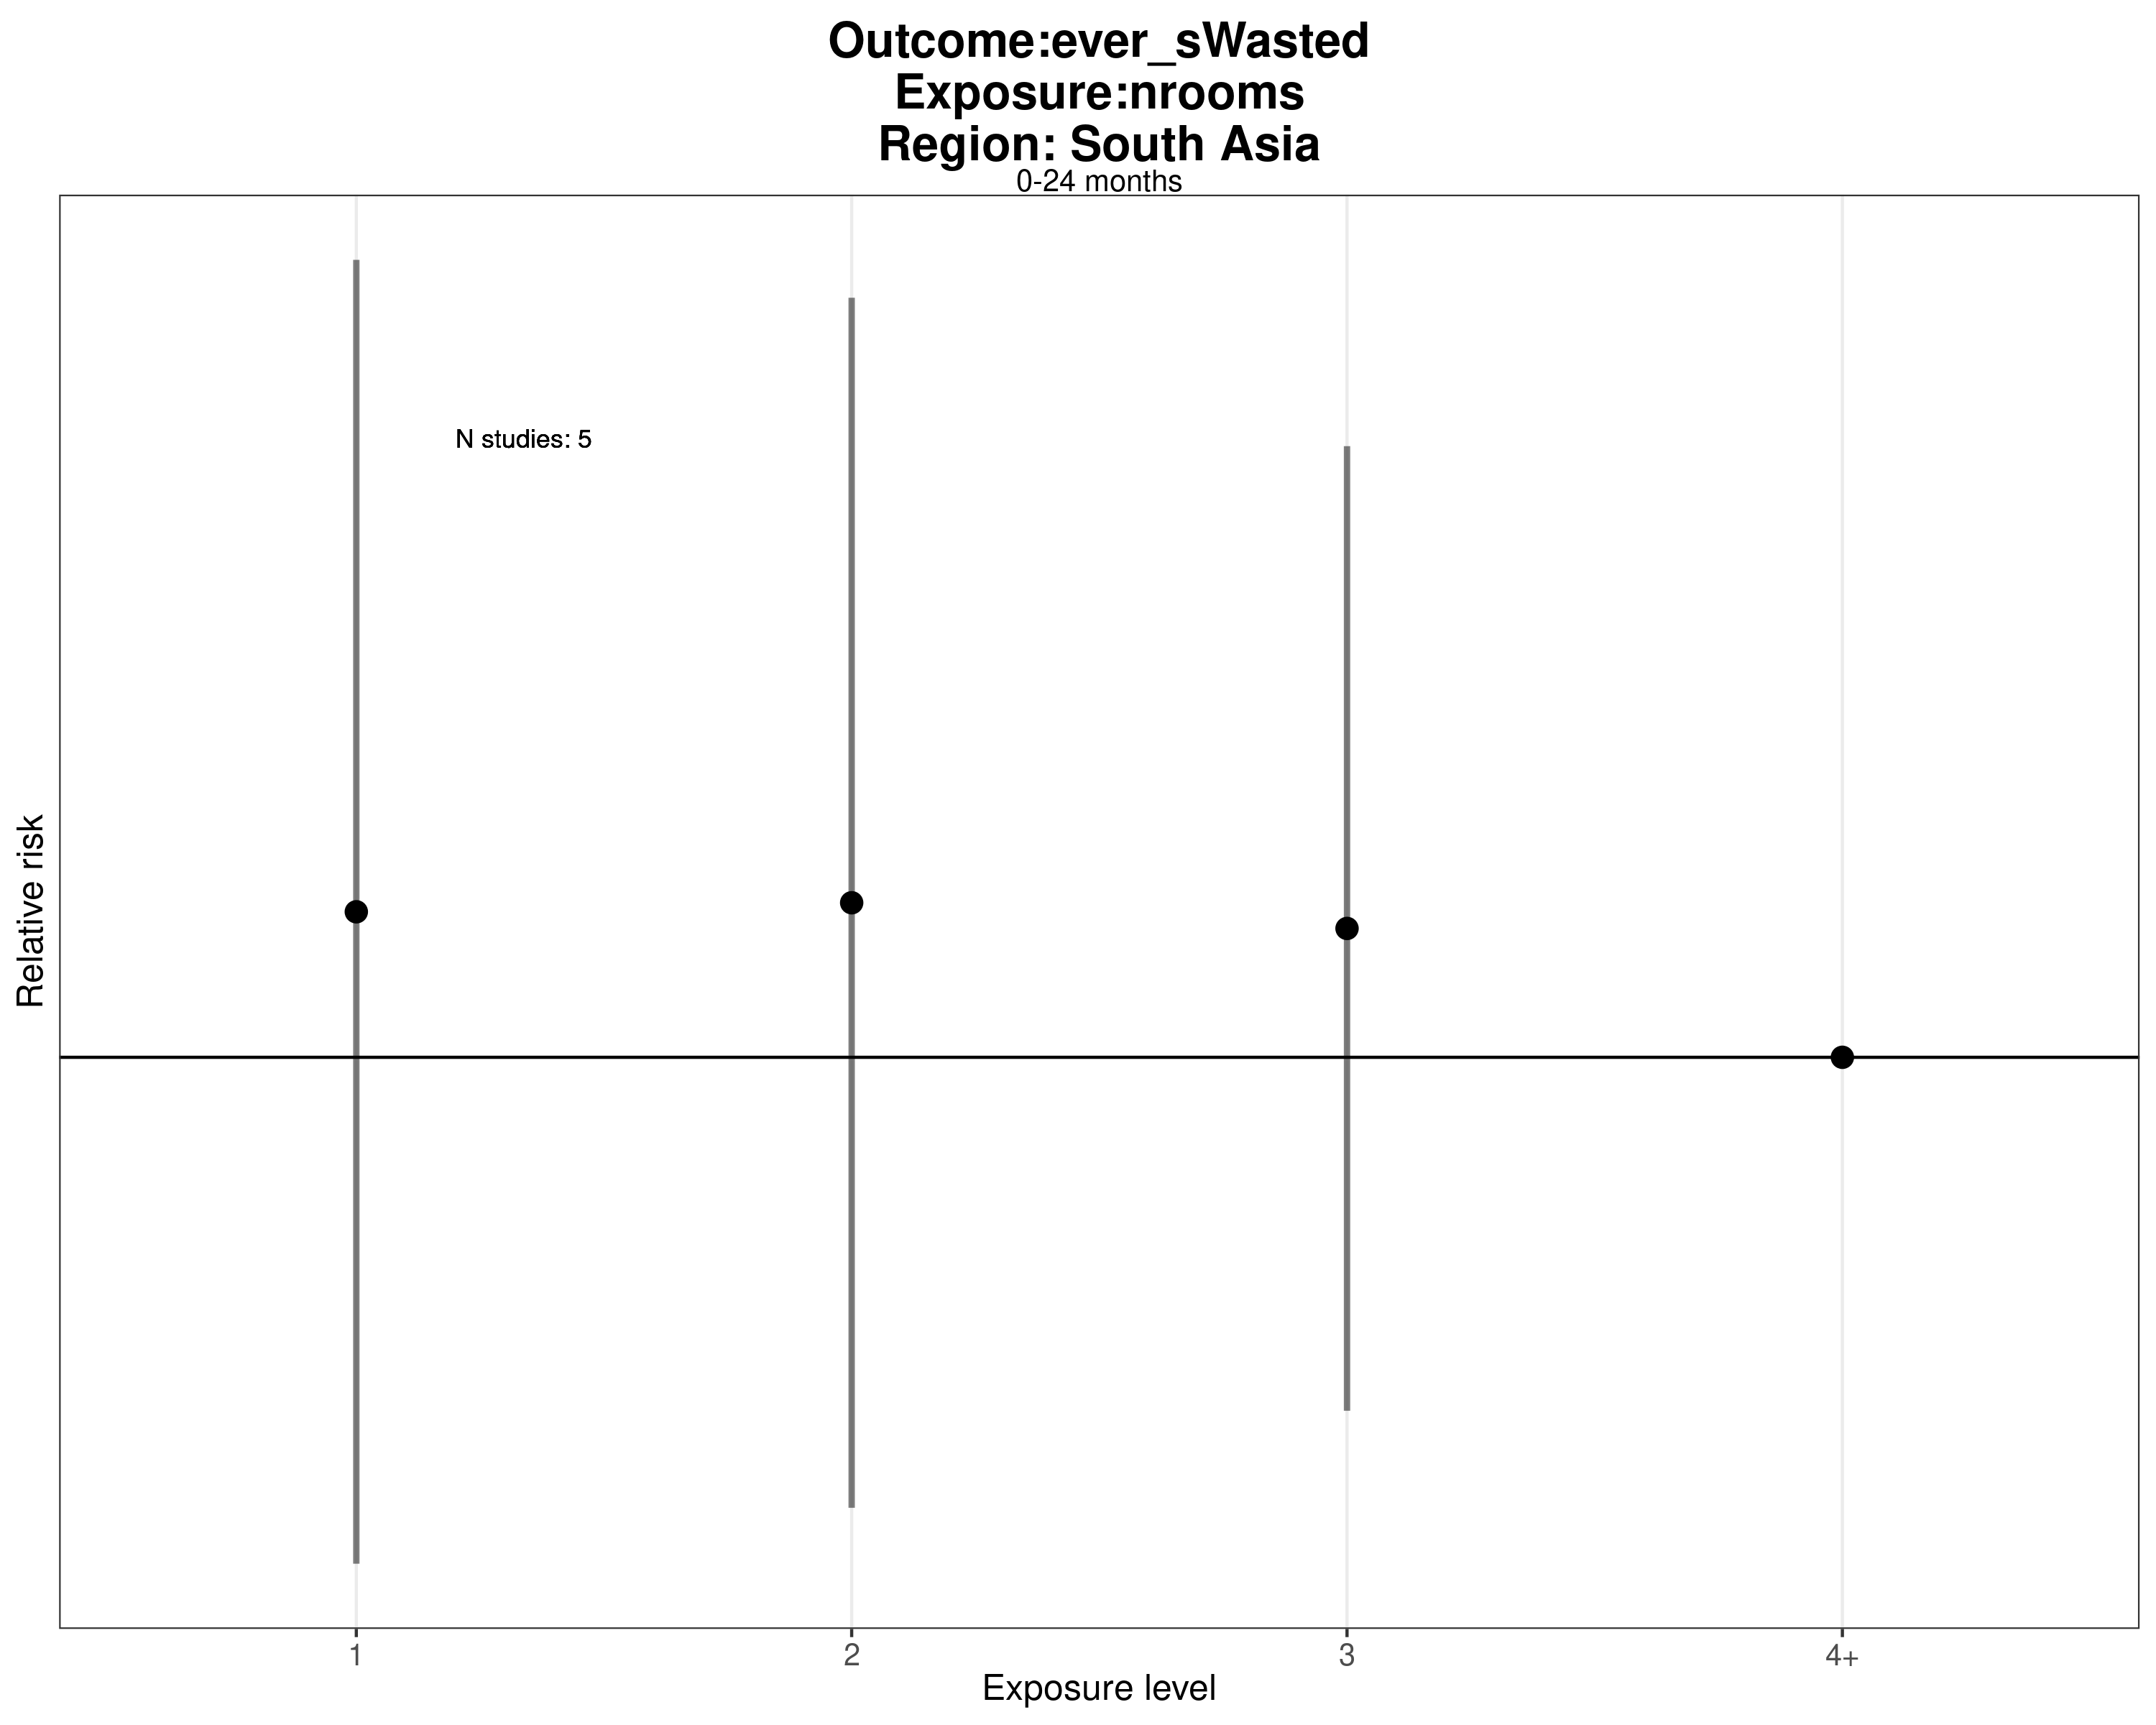 Outcome:ever_sWasted
Exposure:nrooms
Region: South Asia
0-24 months
N studies: 5
Relative risk
1 2 3 4+
Exposure level